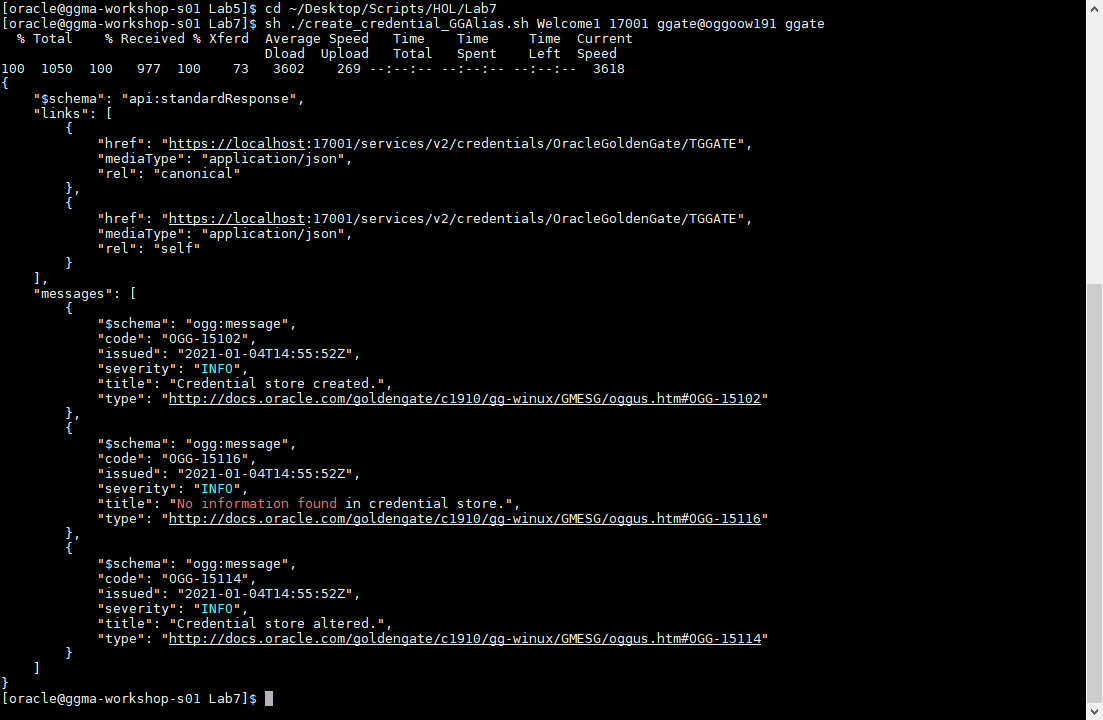 [oracle@ggma-workshop-s01 Lab5]$ cd ~/Desktop/Scripts/HOL/Lab7
[oracle@ggma-workshop-s01 Lab7]$ sh ./create_credential_GGAlias.sh Welcome1 17001 ggate@oggoow191 ggate
  % Total    % Received % Xferd  Average Speed   Time    Time     Time  Current
                                 Dload  Upload   Total   Spent    Left  Speed
100  1050  100   977  100    73   3602    269 --:--:-- --:--:-- --:--:--  3618
{
    "$schema": "api:standardResponse",
    "links": [
        {
            "href": "https://localhost:17001/services/v2/credentials/OracleGoldenGate/TGGATE",
            "mediaType": "application/json",
            "rel": "canonical"
        },
        {
            "href": "https://localhost:17001/services/v2/credentials/OracleGoldenGate/TGGATE",
            "mediaType": "application/json",
            "rel": "self"
        }
    ],
    "messages": [
        {
            "$schema": "ogg:message",
            "code": "OGG-15102",
            "issued": "2021-01-04T14:55:52Z",
            "severity": "INFO",
            "title": "Credential store created.",
            "type": "http://docs.oracle.com/goldengate/c1910/gg-winux/GMESG/oggus.htm#OGG-15102"
        },
        {
            "$schema": "ogg:message",
            "code": "OGG-15116",
            "issued": "2021-01-04T14:55:52Z",
            "severity": "INFO",
            "title": "No information found in credential store.",
            "type": "http://docs.oracle.com/goldengate/c1910/gg-winux/GMESG/oggus.htm#OGG-15116"
        },
        {
            "$schema": "ogg:message",
            "code": "OGG-15114",
            "issued": "2021-01-04T14:55:52Z",
            "severity": "INFO",
            "title": "Credential store altered.",
            "type": "http://docs.oracle.com/goldengate/c1910/gg-winux/GMESG/oggus.htm#OGG-15114"
        }
    ]
}
[oracle@ggma-workshop-s01 Lab7]$